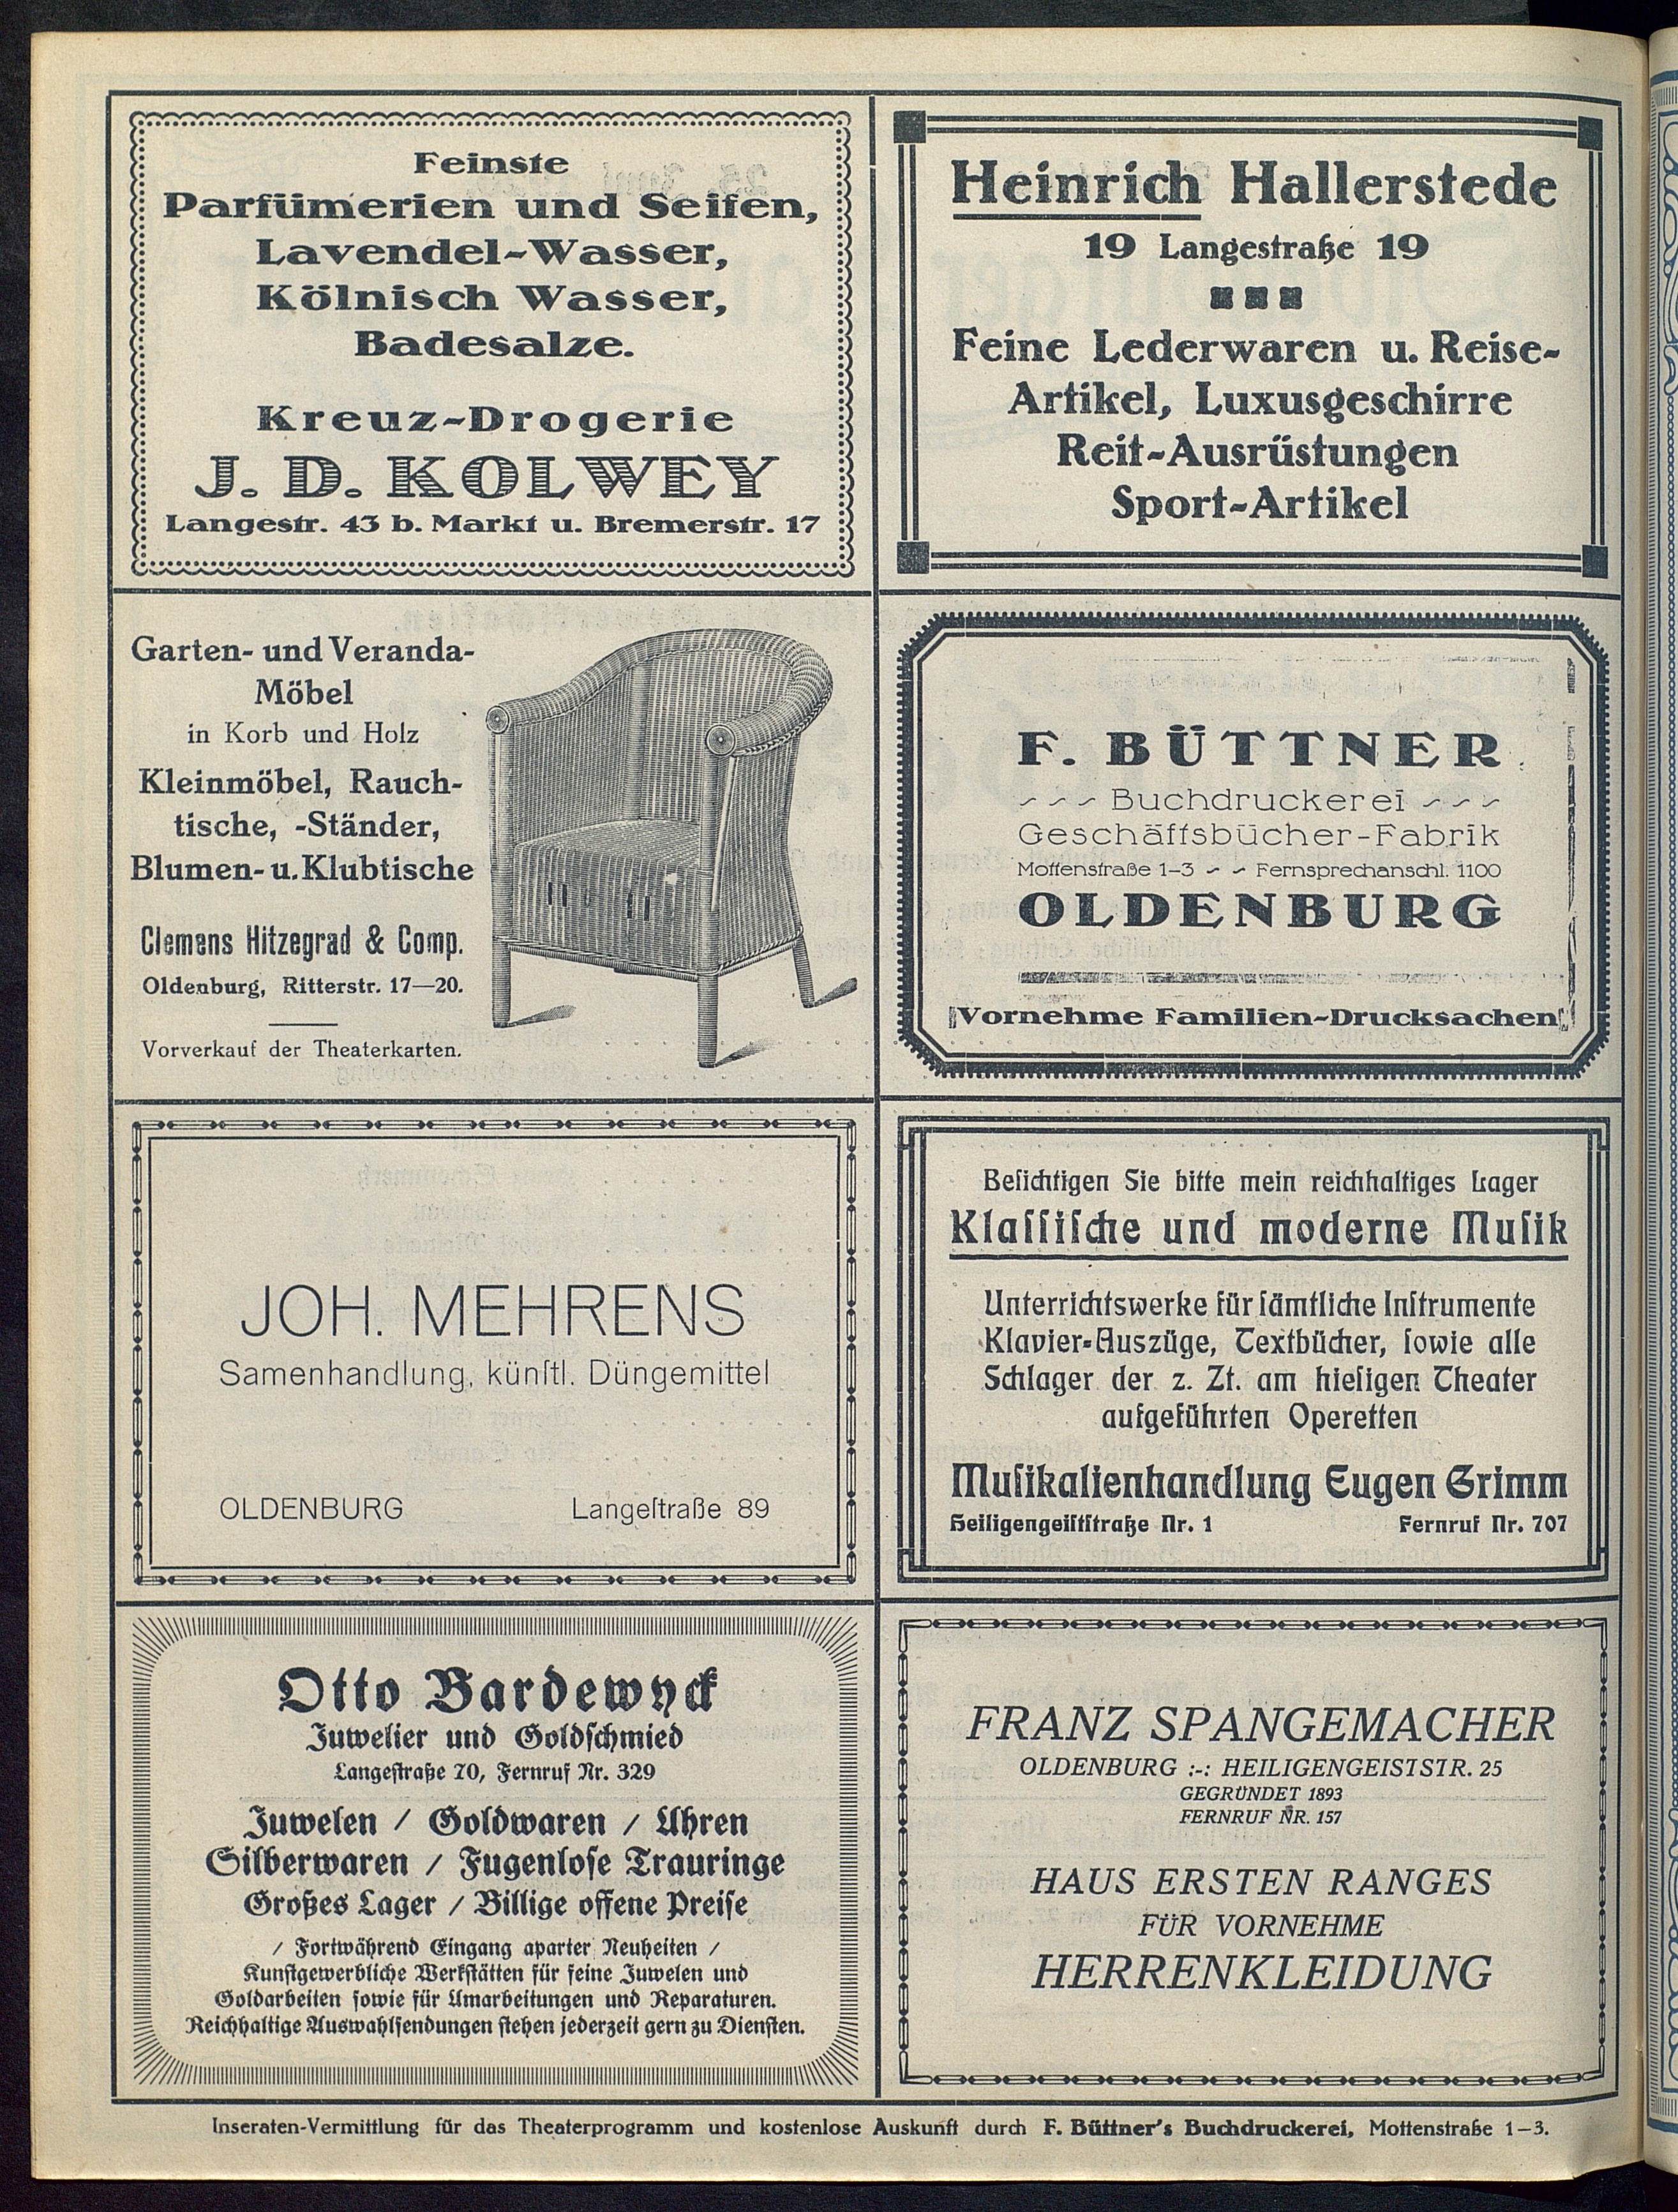 Feinste
Parfümerien und Seifen,
Lavendel-Wasser,
Kölnisch Wasser,
Badesalze.
Kreuz-Drogerie
J. D. KOLWEY
Langestr. 43 b. Markt u. Bremerstr. 17
Heinrich Hallerstede
19 Langestraße 19
Feine Lederwaren u. Reise-
Artikel, Luxusgeschirre
Reit-Ausrüstungen
Sport-Artikel
Garten- und Veranda-
Möbel
in Korb und Holz
Kleinmöbel, Rauch-
tische, -Ständer,
Blumen- u. Klubtische
Clemens Hitzegrad & Comp.
Oldenburg, Ritterstr. 17—20.
Vorverkauf der Theaterkarten.
F. BÜTTNER
Buchdruckerei
Geschäftsbücher-Fabrik
Mottenstraße 1-3 ~ ~ Fernsprechanschl. 1100
OLDENBURG
Vornehme Familien-Drucksachen
JOH. MEHRENS
Samenhandlung, künſtl. Düngemittel
OLDENBURG Langeſtraße 89
Beſichtigen Sie bitte mein reichhaltiges Lager
Klaſſiſche und moderne Muſik
Unterrichtswerke für ſämtliche Inſtrumente
Klavier-Auszüge, Textbücher, ſowie alle
Schlager der z. Zt. am hieſigen Theater
aufgeführten Operetten
Muſikalienhandlung Eugen Grimm
Heiligengeiſtſtraße Nr. 1 Fernruf Nr. 707
Otto Bardewyck
Juwelier und Goldſchmied
Langeſtraße 70, Fernruf Nr. 329
Juwelen / Goldwaren / Uhren
Silberwaren / Fugenloſe Trauringe
Großes Lager / Billige offene Preiſe
/ Fortwährend Eingang aparter Neuheiten /
Kunſtgewerbliche Werkſtätten für feine Juwelen und
Goldarbeiten ſowie für Umarbeitungen und Reparaturen.
Reichhaltige Auswahlſendungen ſtehen jederzeit gern zu Dienſten.
FRANZ SPANGEMACHER
OLDENBURG :-: HEILIGENGEISTSTR. 25
GEGRÜNDET 1893
FERNRUF NR. 157
HAUS ERSTEN RANGES
FÜR VORNEHME
HERRENKLEIDUNG
Inseraten-Vermittlung für das Theaterprogramm und kostenlose Auskunft durch F. Büttner's Buchdruckerei, Mottenstraße 1-3.